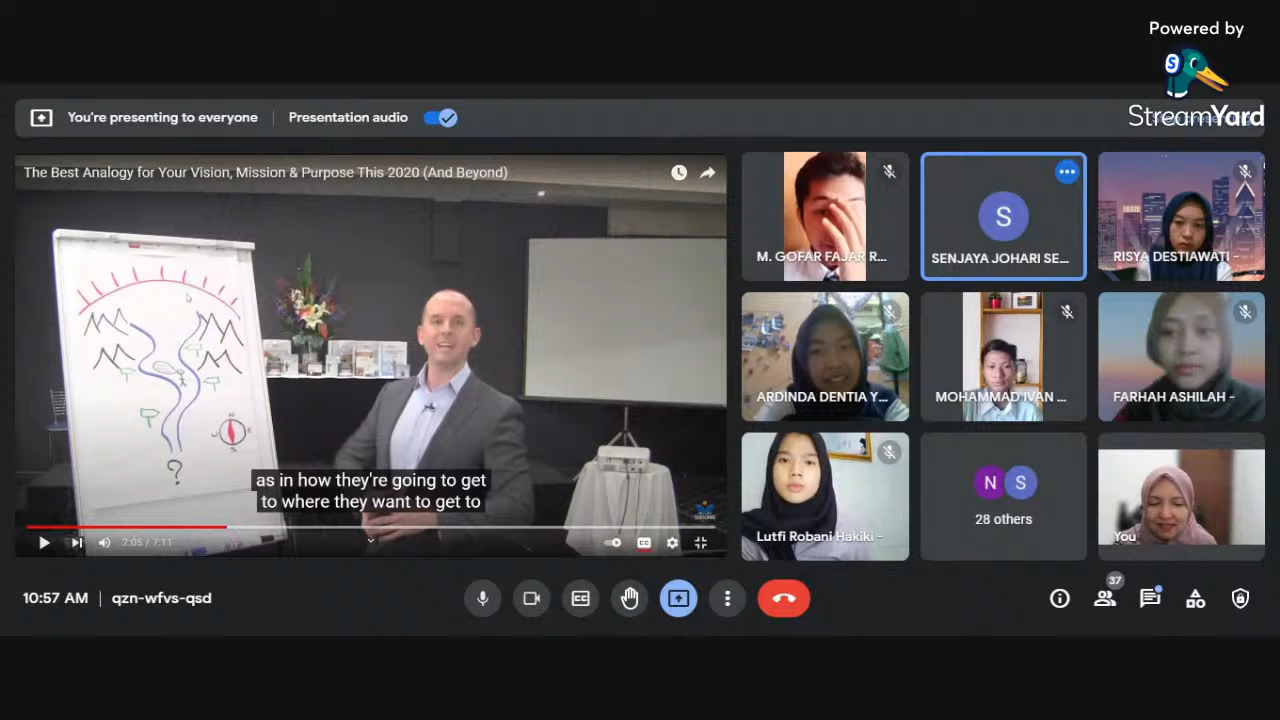 Powered by
StreamYard
You're presenting to everyone
Presentation audio
The Best Analogy for Your Vision, Mission & Purpose This 2020 (And Beyond)
N
W
E
S
?
as in how they're going to get
to where they want to get to
2:05 / 7:11
CC
M. GOFAR FAJAR R...
S
SENJAYA JOHARI SE...
RISYA DESTIAWATI -
ARDINDA DENTIA Y...
MOHAMMAD IVAN ...
FARHAH ASHILAH -
Lutfi Robani Hakiki -
N
S
28 others
You
10:57 AM | qzn-wfvs-qsd
CC
37